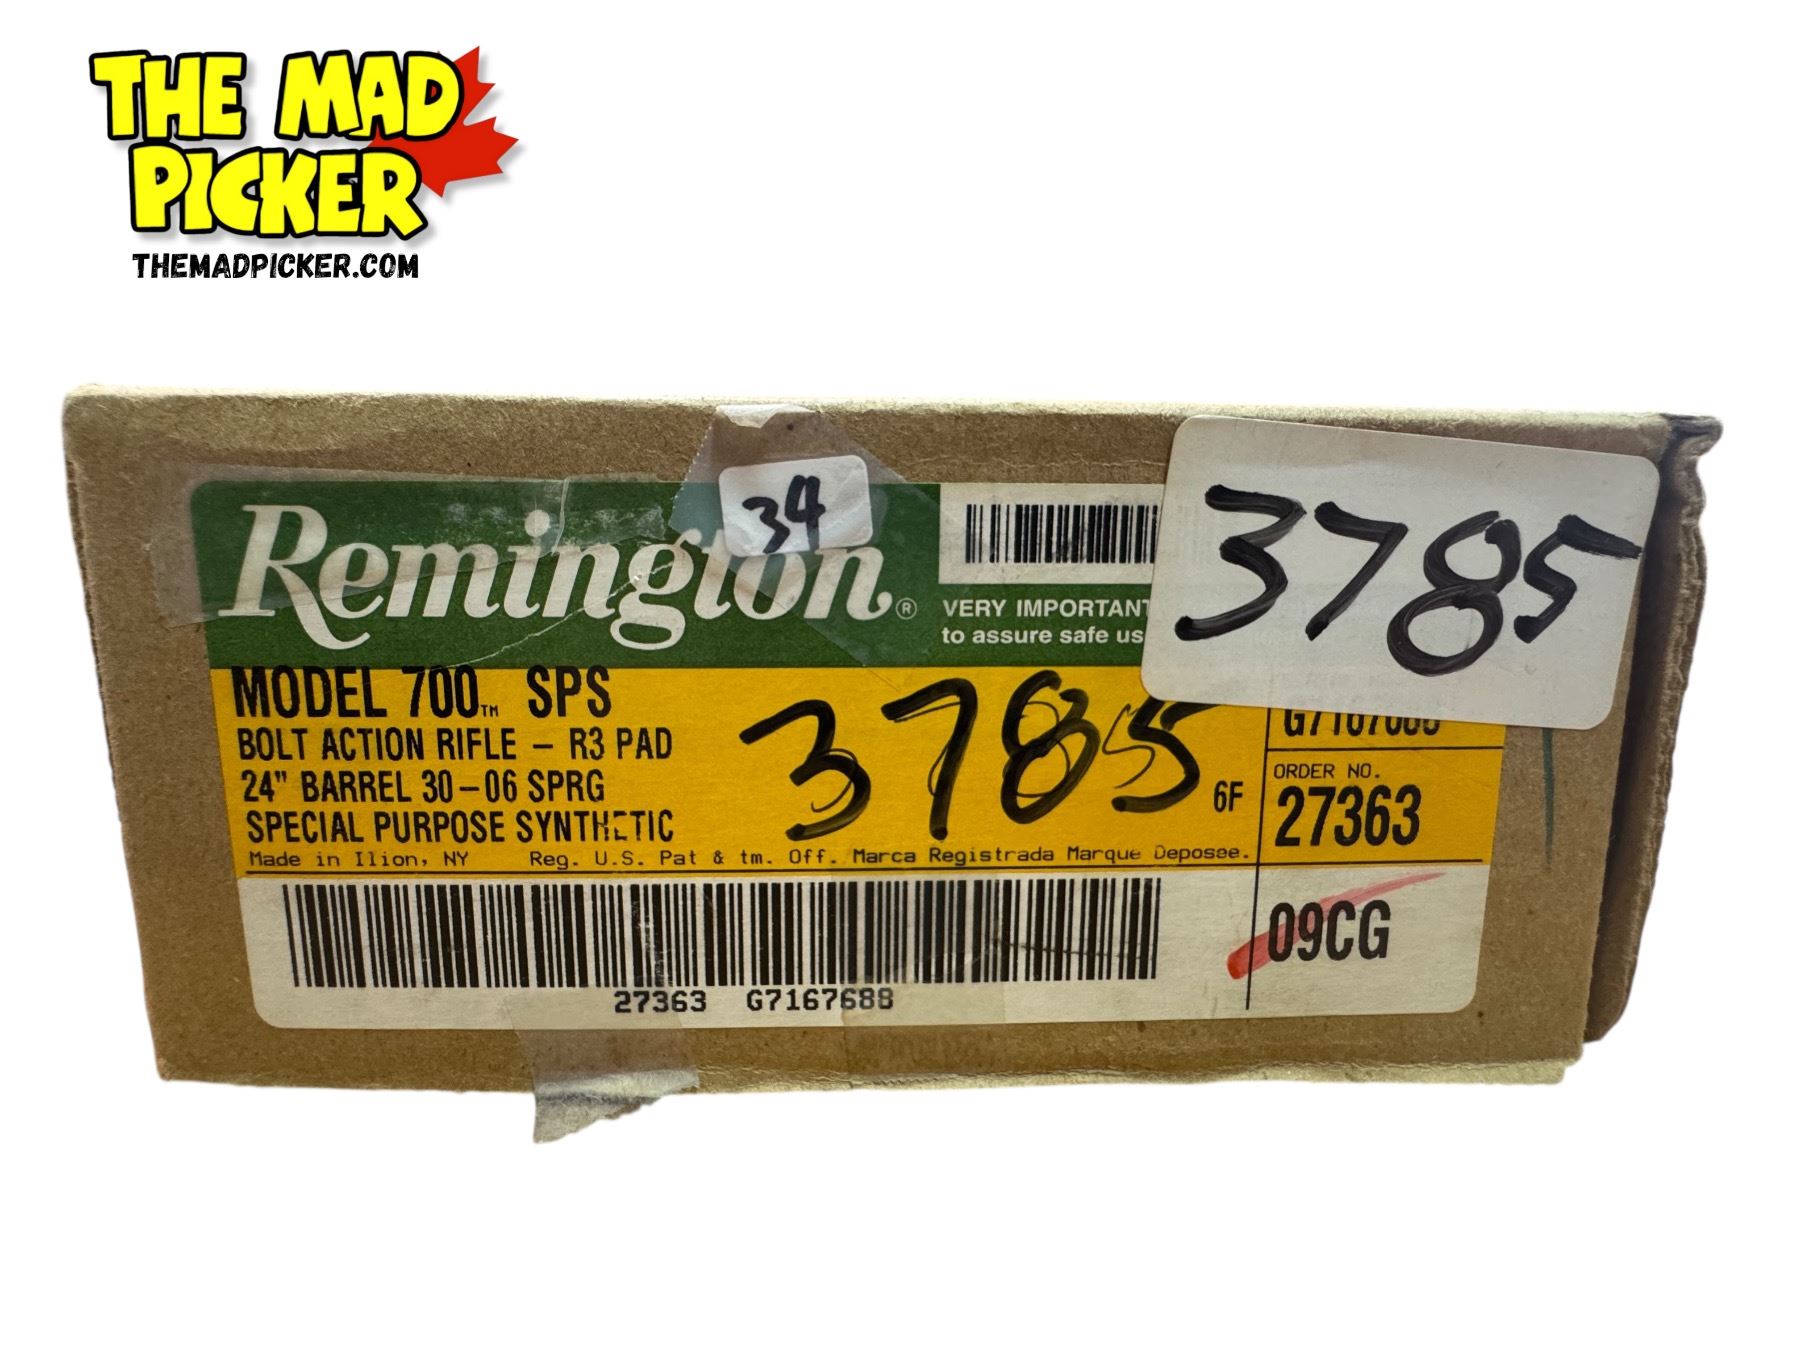 THE MAD
PICKER
THEMADPICKER.COM
34
Remington®
VERY IMPORTANT
to assure safe us
3785
MODEL 700™ SPS
BOLT ACTION RIFLE – R3 PAD
24" BARREL 30–06 SPRG
SPECIAL PURPOSE SYNTHETIC
3785
6F
ORDER NO.
27363
Made in Ilion, NY Reg. U.S. Pat & tm. Off. Marca Registrada Marque Deposee.
09CG
27363 G7167688